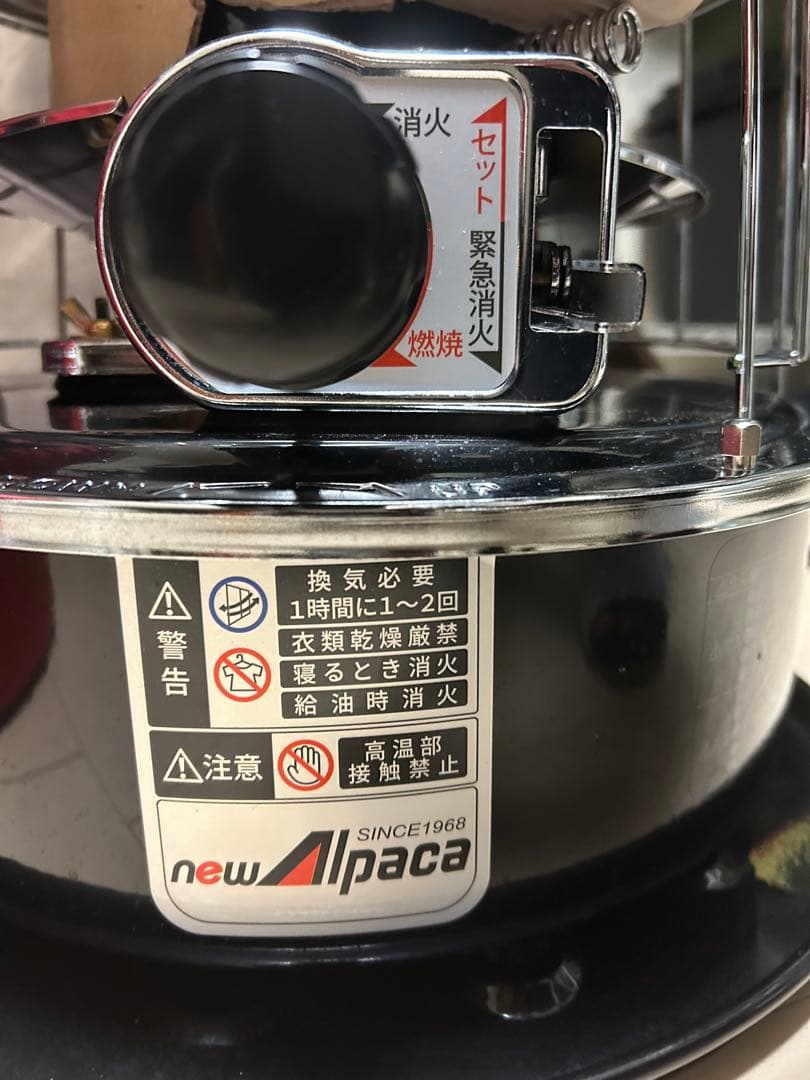 消火
セット
緊急消火
燃焼
警告
換気必要
1時間に1~2回
衣類乾燥厳禁
寝るとき消火
給油時消火
注意
高温部
接触禁止
SINCE1968
newAlpaca